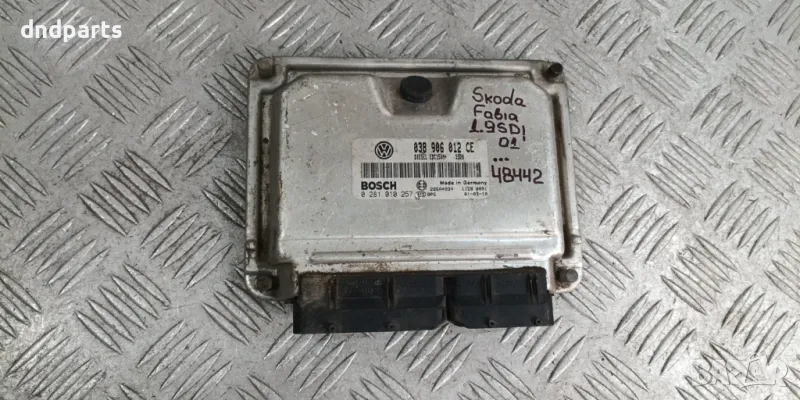 dndparts
VW
038 906 012 CE
BOSCH
Made in Germany
0 281 010 257
Skoda
Fabia
1.9SDI
01
...
48442